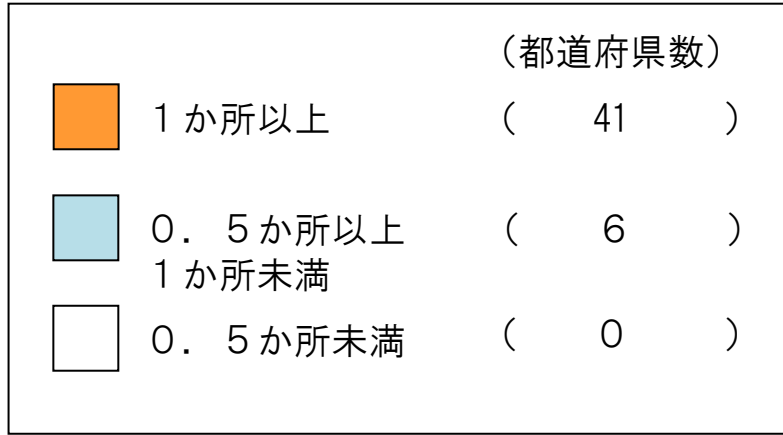 （都道府県数）
１か所以上 （ 41 ）
０．５か所以上 （ ６ ）
１か所未満
０．５か所未満 （ ０ ）